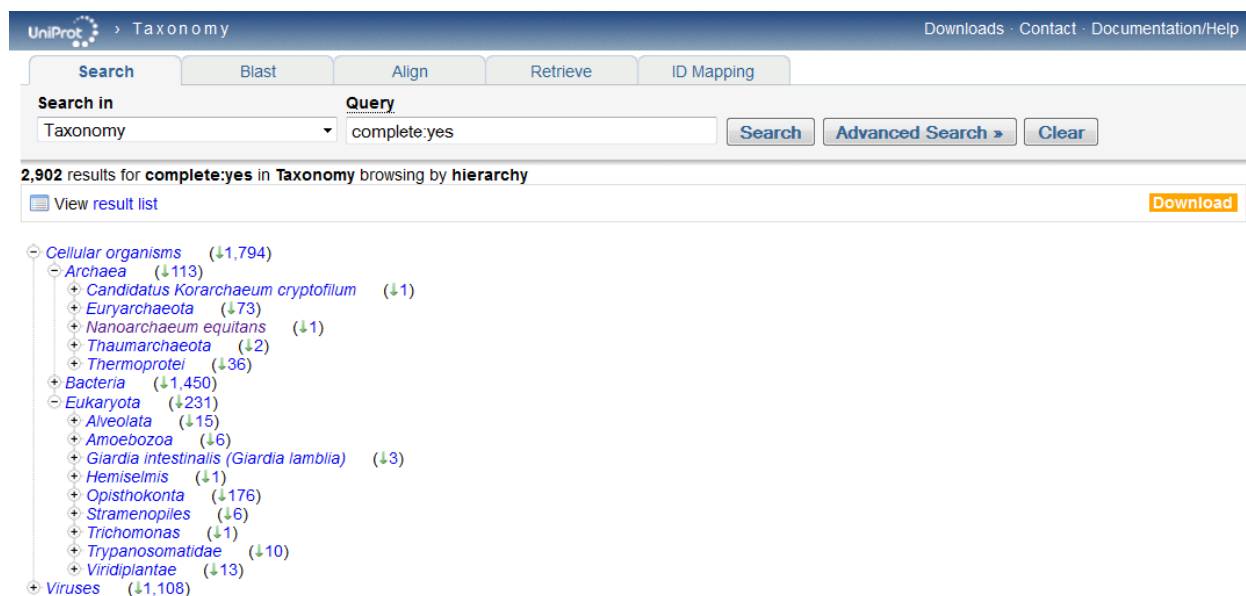 UniProt › Taxonomy Downloads · Contact · Documentation/Help
Search Blast Align Retrieve ID Mapping
Search in Query
Taxonomy complete:yes Search Advanced Search » Clear
2,902 results for complete:yes in Taxonomy browsing by hierarchy
View result list Download
Cellular organisms (↓1,794)
Archaea (↓113)
Candidatus Korarchaeum cryptofilum (↓1)
Euryarchaeota (↓73)
Nanoarchaeum equitans (↓1)
Thaumarchaeota (↓2)
Thermoprotei (↓36)
Bacteria (↓1,450)
Eukaryota (↓231)
Alveolata (↓15)
Amoebozoa (↓6)
Giardia intestinalis (Giardia lamblia) (↓3)
Hemiselmis (↓1)
Opisthokonta (↓176)
Stramenopiles (↓6)
Trichomonas (↓1)
Trypanosomatidae (↓10)
Viridiplantae (↓13)
Viruses (↓1,108)